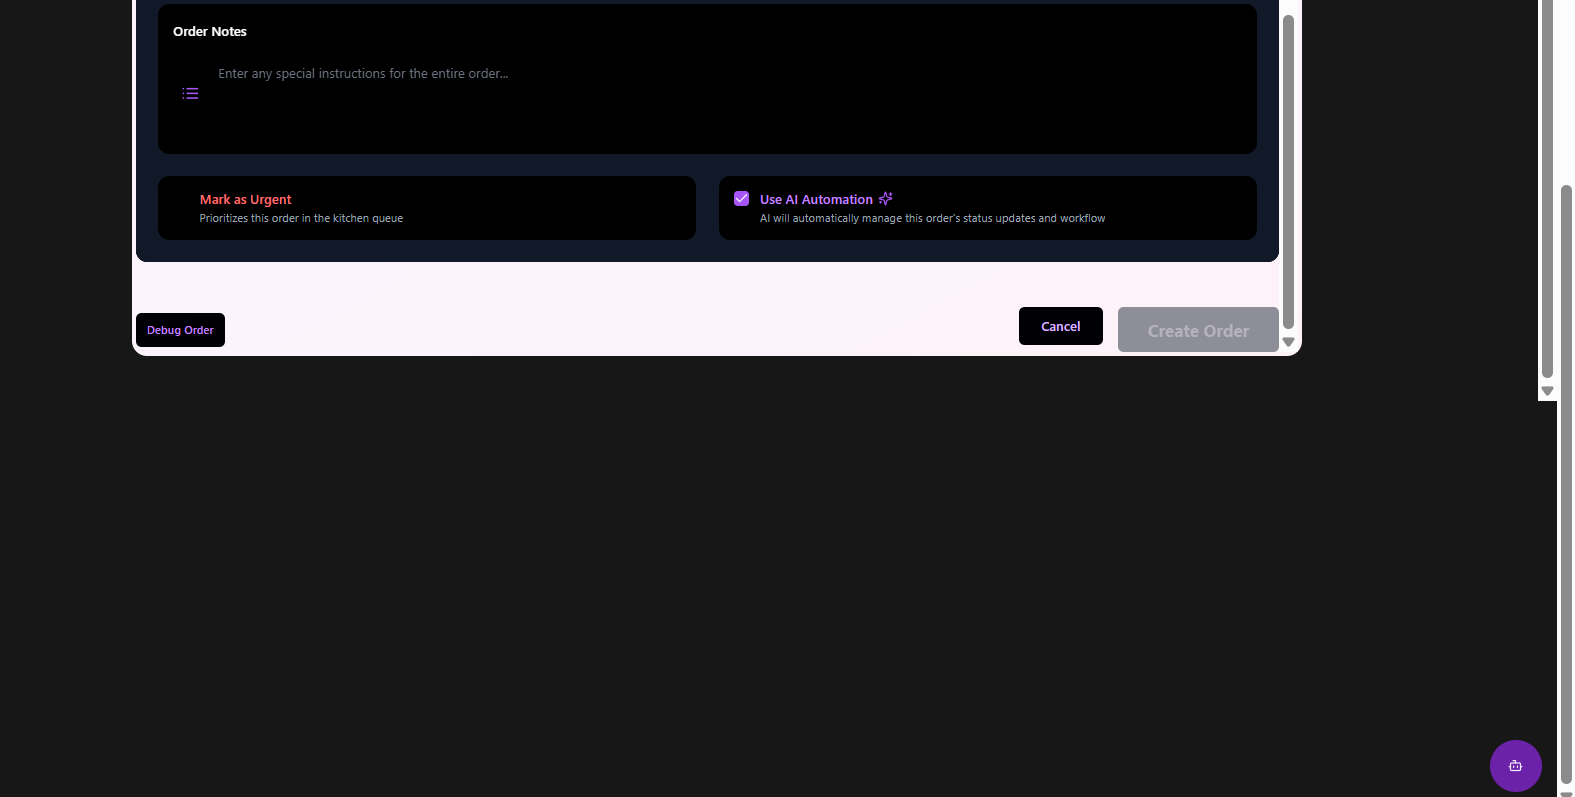 Order Notes
Enter any special instructions for the entire order...
Mark as Urgent
Prioritizes this order in the kitchen queue
Use AI Automation
AI will automatically manage this order's status updates and workflow
Debug Order
Cancel
Create Order